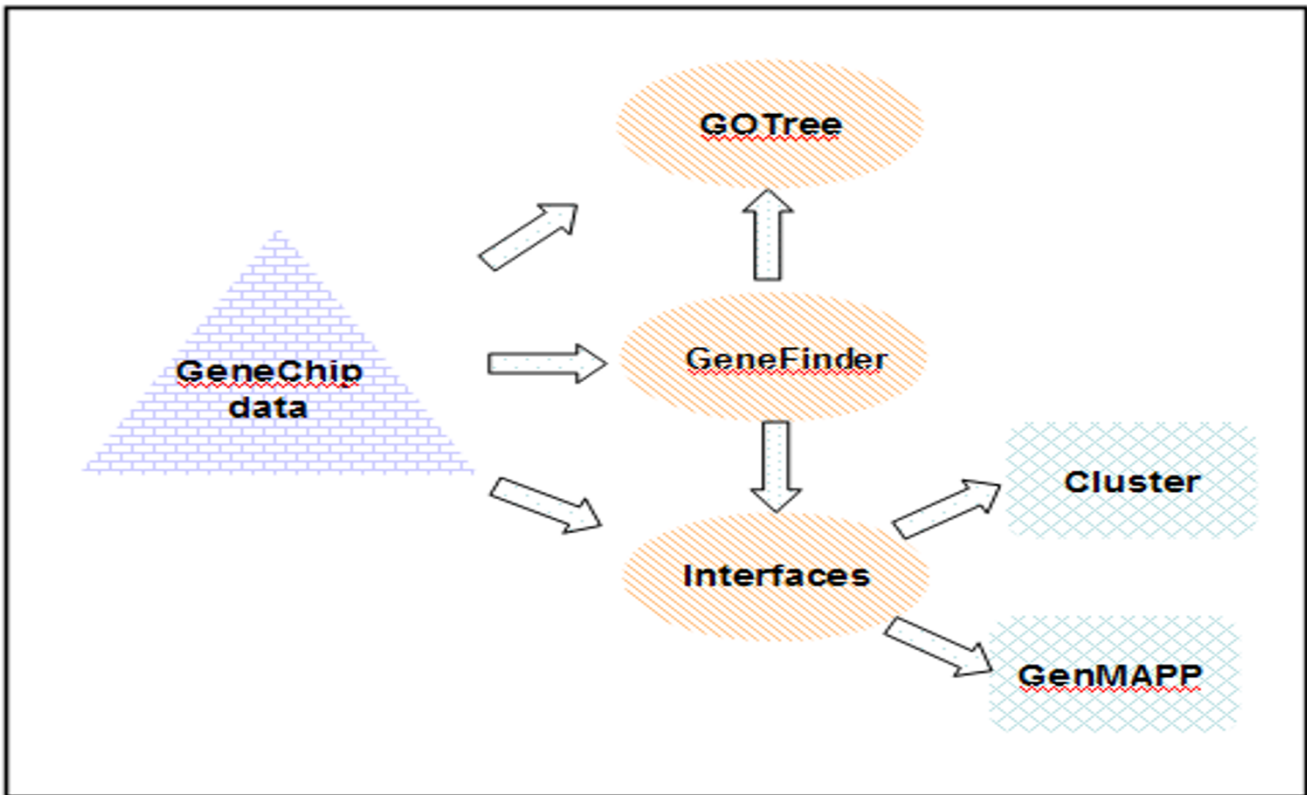 GOTree
GeneChip
data
GeneFinder
Cluster
Interfaces
GenMAPP